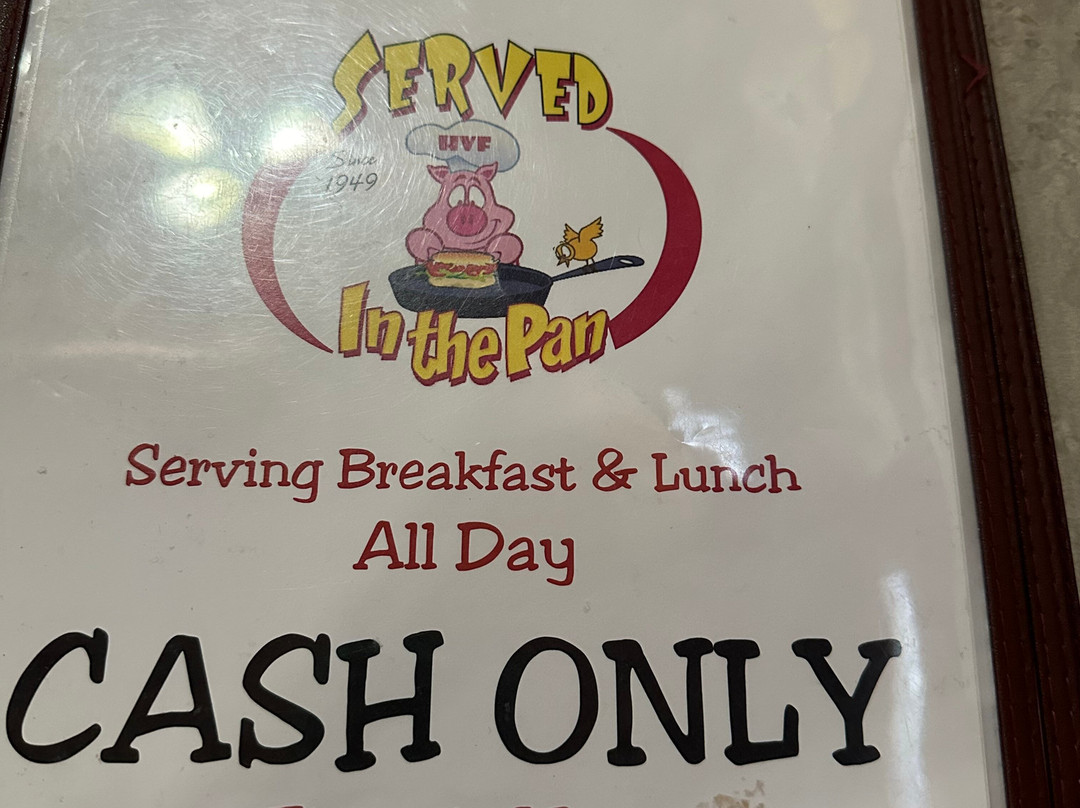 SERVED
HVF
Since
1949
In the Pan
Serving Breakfast & Lunch
All Day
CASH ONLY